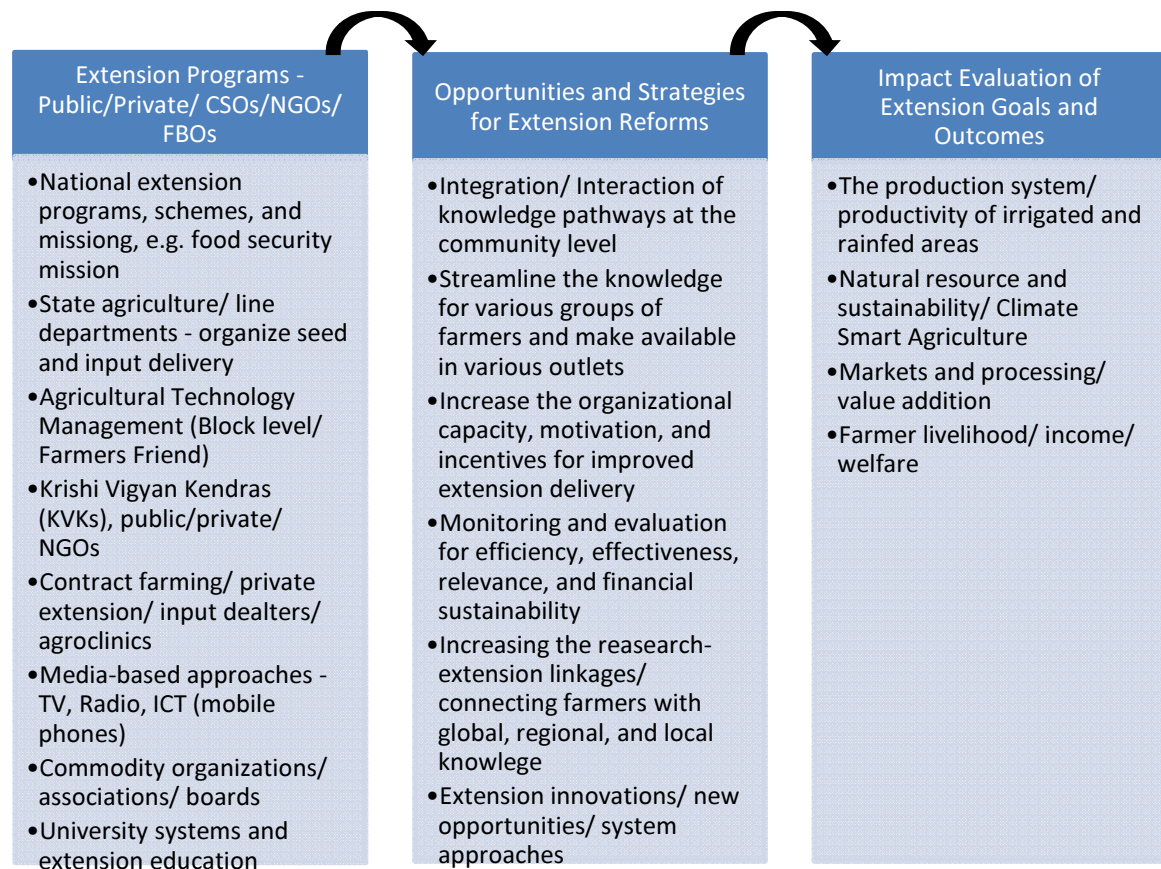 Extension Programs -
Public/Private/ CSOs/NGOs/
FBOs
•National extension
programs, schemes, and
missiong, e.g. food security
mission
•State agriculture/ line
departments - organize seed
and input delivery
•Agricultural Technology
Management (Block level/
Farmers Friend)
•Krishi Vigyan Kendras
(KVKs), public/private/
NGOs
•Contract farming/ private
extension/ input dealters/
agroclinics
•Media-based approaches -
TV, Radio, ICT (mobile
phones)
•Commodity organizations/
associations/ boards
•University systems and
extension education
Opportunities and Strategies
for Extension Reforms
•Integration/ Interaction of
knowledge pathways at the
community level
•Streamline the knowledge
for various groups of
farmers and make available
in various outlets
•Increase the organizational
capacity, motivation, and
incentives for improved
extension delivery
•Monitoring and evaluation
for efficiency, effectiveness,
relevance, and financial
sustainability
•Increasing the reasearch-
extension linkages/
connecting farmers with
global, regional, and local
knowlege
•Extension innovations/ new
opportunities/ system
approaches
Impact Evaluation of
Extension Goals and
Outcomes
•The production system/
productivity of irrigated and
rainfed areas
•Natural resource and
sustainability/ Climate
Smart Agriculture
•Markets and processing/
value addition
•Farmer livelihood/ income/
welfare